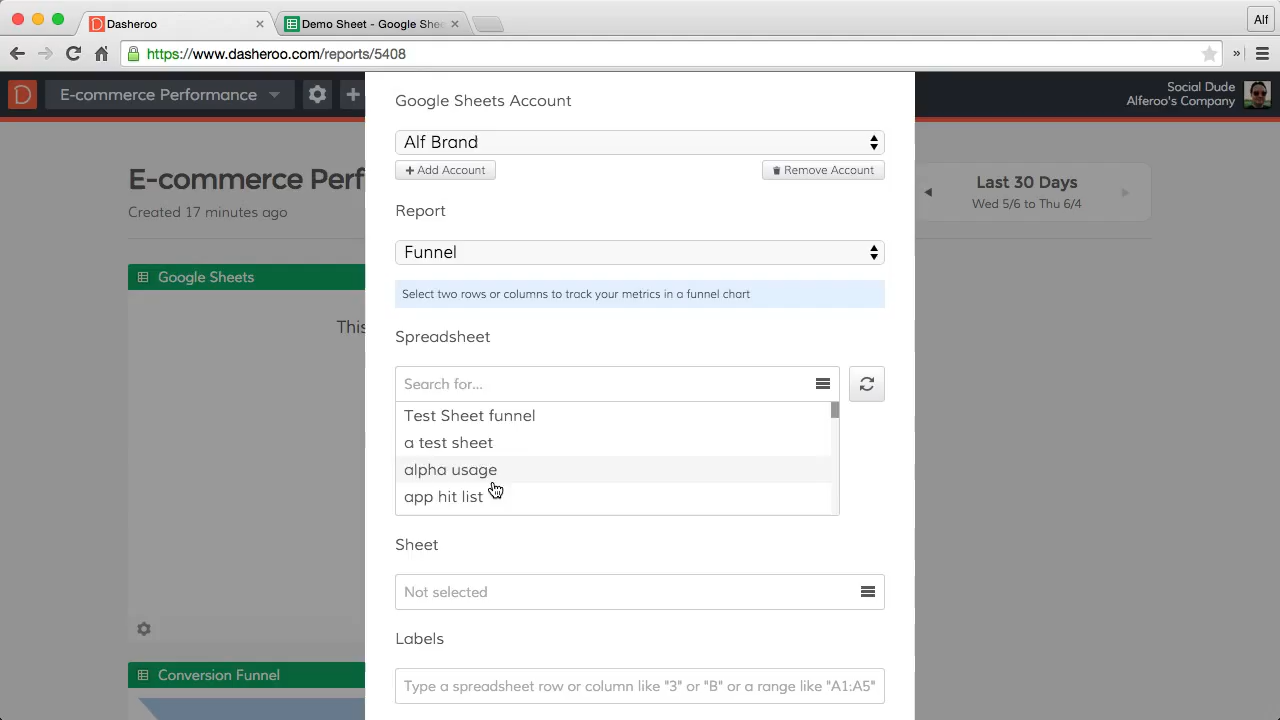 Dasheroo
Demo Sheet - Google She
Alf
https://www.dasheroo.com/reports/5408
E-commerce Performance
Social Dude
Alferoo's Company
Google Sheets Account
Alf Brand
Add Account
Remove Account
E-commerce Perf
Created 17 minutes ago
Last 30 Days
Wed 5/6 to Thu 6/4
Report
Funnel
Select two rows or columns to track your metrics in a funnel chart
Google Sheets
This
Spreadsheet
Search for...
Test Sheet funnel
a test sheet
alpha usage
app hit list
Sheet
Not selected
Labels
Conversion Funnel
Type a spreadsheet row or column like "3" or "B" or a range like "A1:A5"